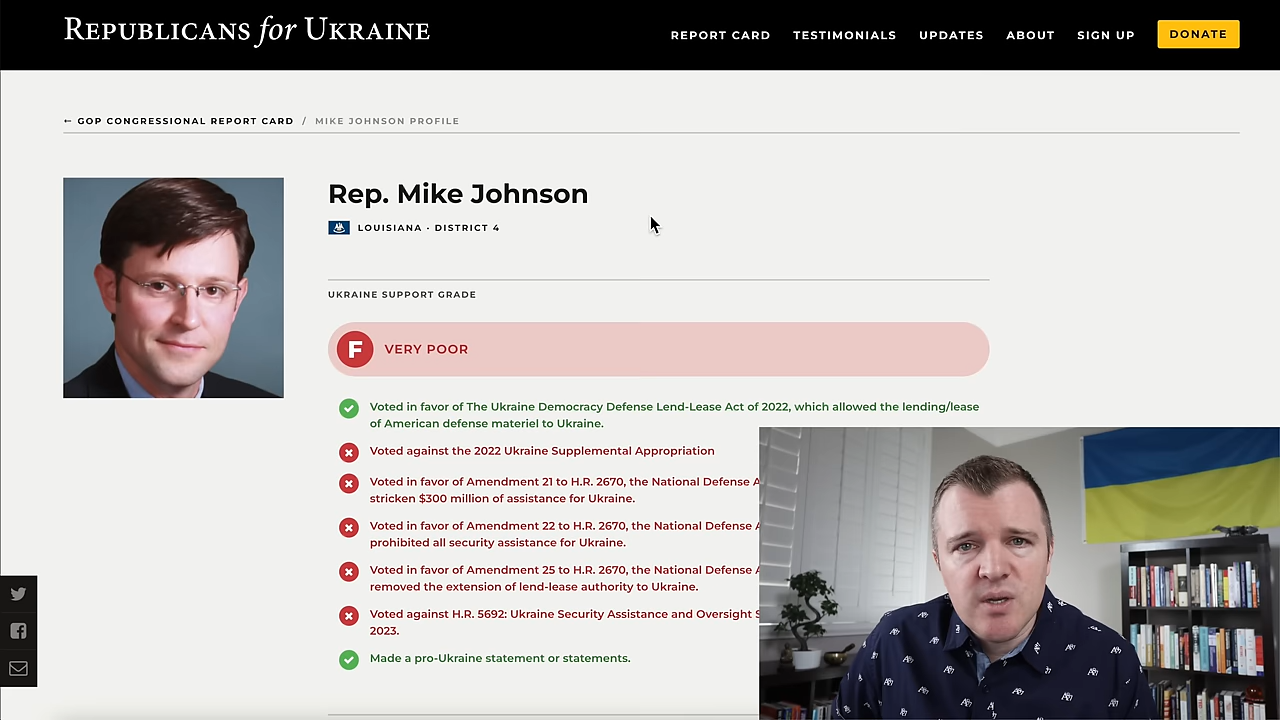 REPUBLICANS for UKRAINE
REPORT CARD
TESTIMONIALS
UPDATES
ABOUT
SIGN UP
DONATE
← GOP CONGRESSIONAL REPORT CARD / MIKE JOHNSON PROFILE
Rep. Mike Johnson
LOUISIANA · DISTRICT 4
UKRAINE SUPPORT GRADE
F VERY POOR
Voted in favor of The Ukraine Democracy Defense Lend-Lease Act of 2022, which allowed the lending/lease
of American defense materiel to Ukraine.
Voted against the 2022 Ukraine Supplemental Appropriation
Voted in favor of Amendment 21 to H.R. 2670, the National Defense A
stricken $300 million of assistance for Ukraine.
Voted in favor of Amendment 22 to H.R. 2670, the National Defense A
prohibited all security assistance for Ukraine.
Voted in favor of Amendment 25 to H.R. 2670, the National Defense A
removed the extension of lend-lease authority to Ukraine.
Voted against H.R. 5692: Ukraine Security Assistance and Oversight S
2023.
Made a pro-Ukraine statement or statements.